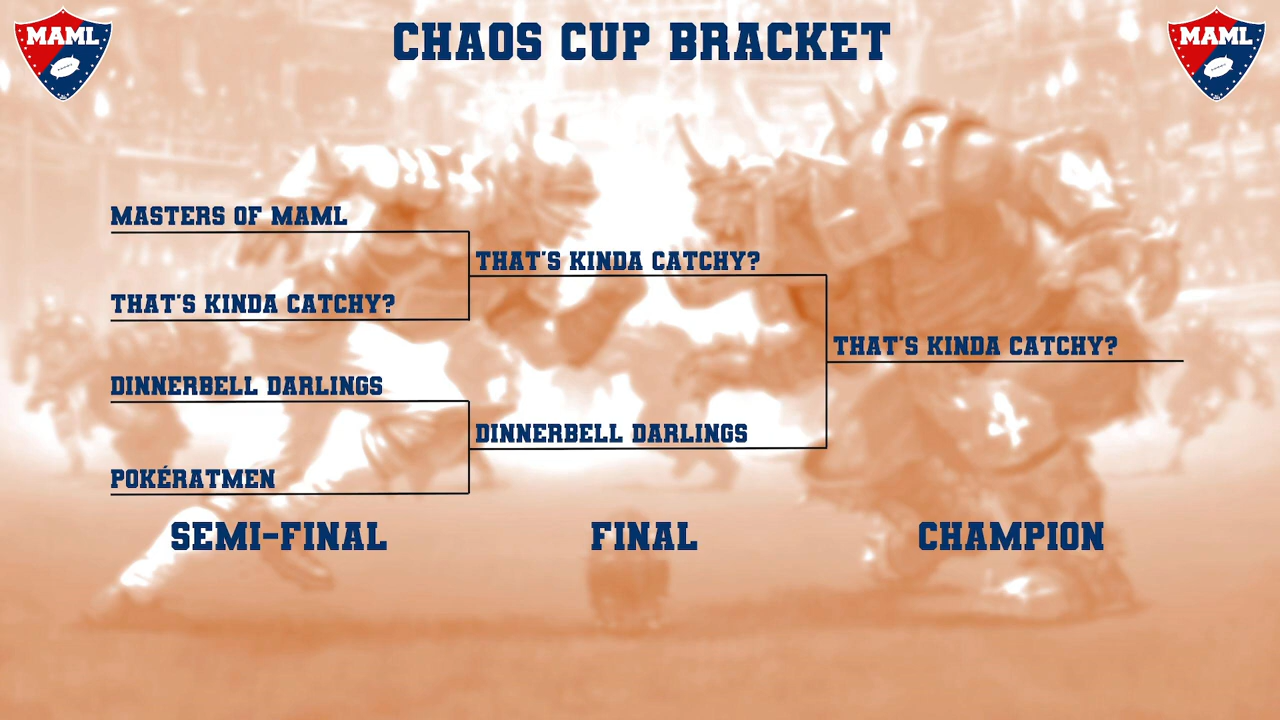 MAML
CHAOS CUP BRACKET
MAML
MASTERS OF MAML
THAT'S KINDA CATCHY?
THAT'S KINDA CATCHY?
THAT'S KINDA CATCHY?
DINNERBELL DARLINGS
DINNERBELL DARLINGS
POKÉRATMEN
SEMI-FINAL
FINAL
CHAMPION